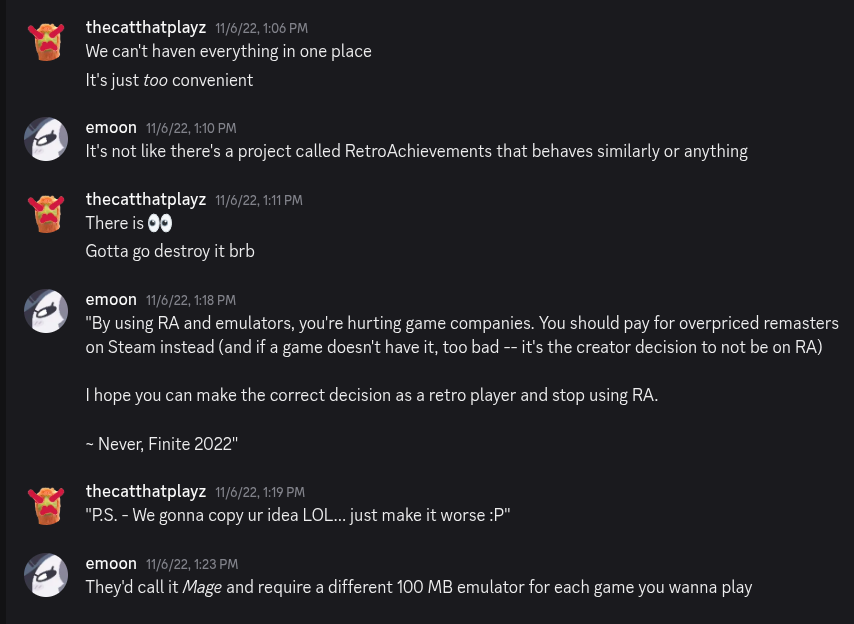 thecatthatplayz 11/6/22, 1:06 PM
We can't haven everything in one place
It's just too convenient
emoon 11/6/22, 1:10 PM
It's not like there's a project called RetroAchievements that behaves similarly or anything
thecatthatplayz 11/6/22, 1:11 PM
There is 👀
Gotta go destroy it brb
emoon 11/6/22, 1:18 PM
"By using RA and emulators, you're hurting game companies. You should pay for overpriced remasters
on Steam instead (and if a game doesn't have it, too bad -- it's the creator decision to not be on RA)
I hope you can make the correct decision as a retro player and stop using RA.
~ Never, Finite 2022"
thecatthatplayz 11/6/22, 1:19 PM
"P.S. - We gonna copy ur idea LOL... just make it worse :P"
emoon 11/6/22, 1:23 PM
They'd call it Mage and require a different 100 MB emulator for each game you wanna play